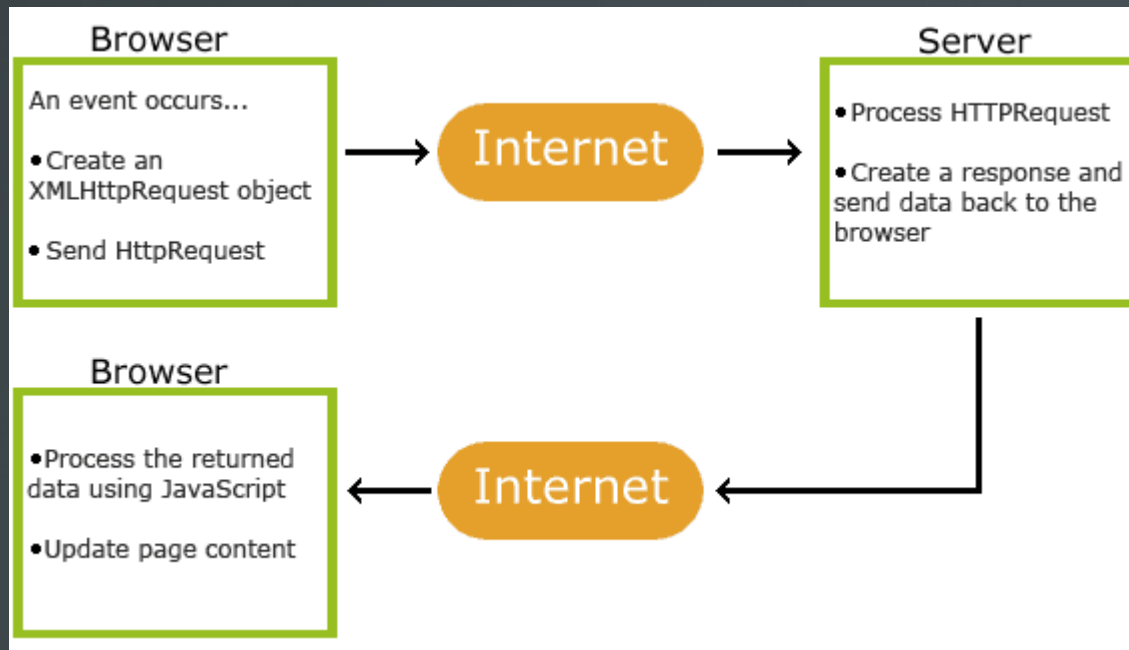 Browser
An event occurs...
•Create an
XMLHttpRequest object
• Send HttpRequest
Internet
Server
•Process HTTPRequest
•Create a response and
send data back to the
browser
Browser
•Process the returned
data using JavaScript
•Update page content
Internet